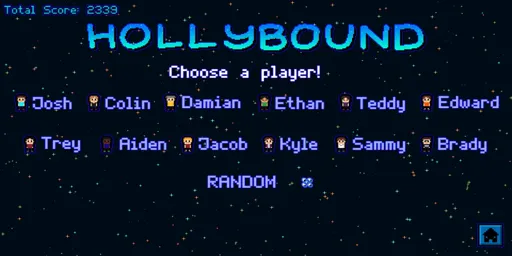 Total Score: 2339
HOLLYBOUND
Choose a player!
Josh Colin Damian Ethan Teddy Edward
Trey Aiden Jacob Kyle Sammy Brady
RANDOM